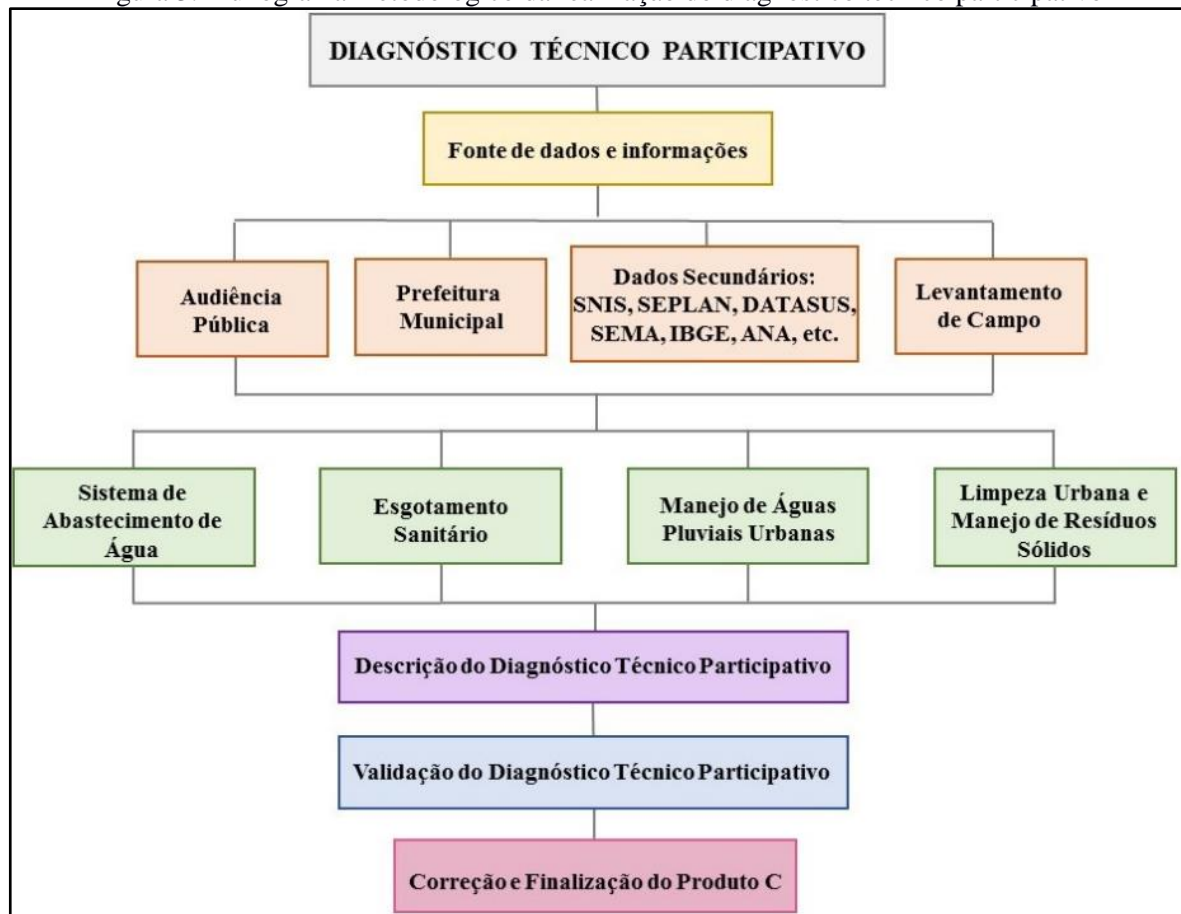 DIAGNÓSTICO TÉCNICO PARTICIPATIVO
Fonte de dados e informações
Audiência
Pública
Prefeitura
Municipal
Dados Secundários:
SNIS, SEPLAN, DATASUS,
SEMA, IBGE, ANA, etc.
Levantamento
de Campo
Sistema de
Abastecimento de
Água
Esgotamento
Sanitário
Manejo de Águas
Pluviais Urbanas
Limpeza Urbana e
Manejo de Resíduos
Sólidos
Descrição do Diagnóstico Técnico Participativo
Validação do Diagnóstico Técnico Participativo
Correção e Finalização do Produto C